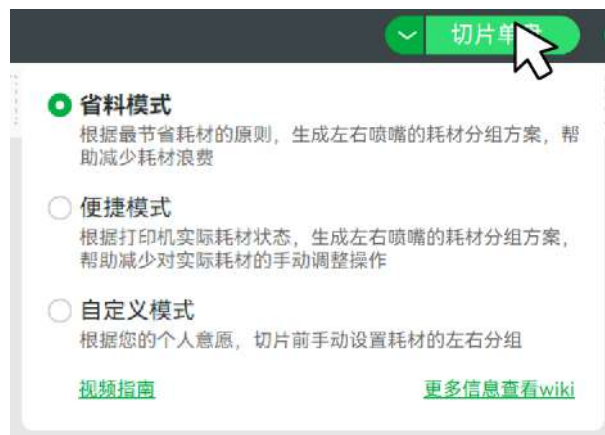 切片单
省料模式
根据最节省耗材的原则，生成左右喷嘴的耗材分组方案，帮
助减少耗材浪费
便捷模式
根据打印机实际耗材状态，生成左右喷嘴的耗材分组方案，
帮助减少对实际耗材的手动调整操作
自定义模式
根据您的个人意愿，切片前手动设置耗材的左右分组
视频指南 更多信息查看wiki